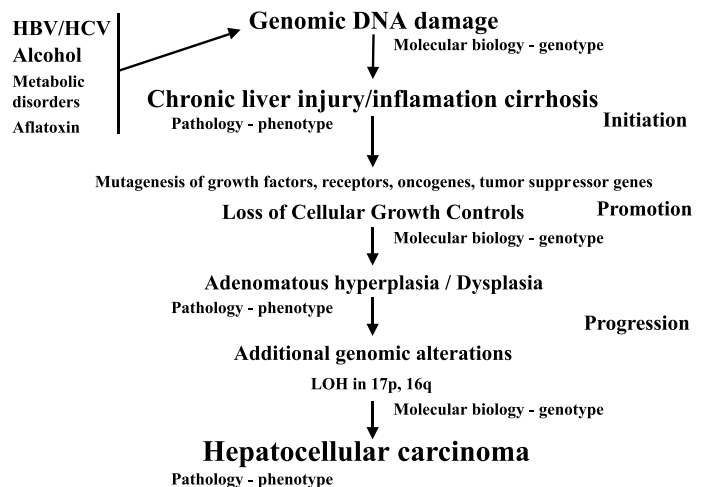 HBV/HCV
Alcohol
Metabolic
disorders
Aflatoxin
Genomic DNA damage
Molecular biology - genotype
Chronic liver injury/inflamation cirrhosis
Pathology - phenotype
Initiation
Mutagenesis of growth factors, receptors, oncogenes, tumor suppressor genes
Loss of Cellular Growth Controls
Promotion
Molecular biology - genotype
Adenomatous hyperplasia / Dysplasia
Pathology - phenotype
Progression
Additional genomic alterations
LOH in 17p, 16q
Molecular biology - genotype
Hepatocellular carcinoma
Pathology - phenotype